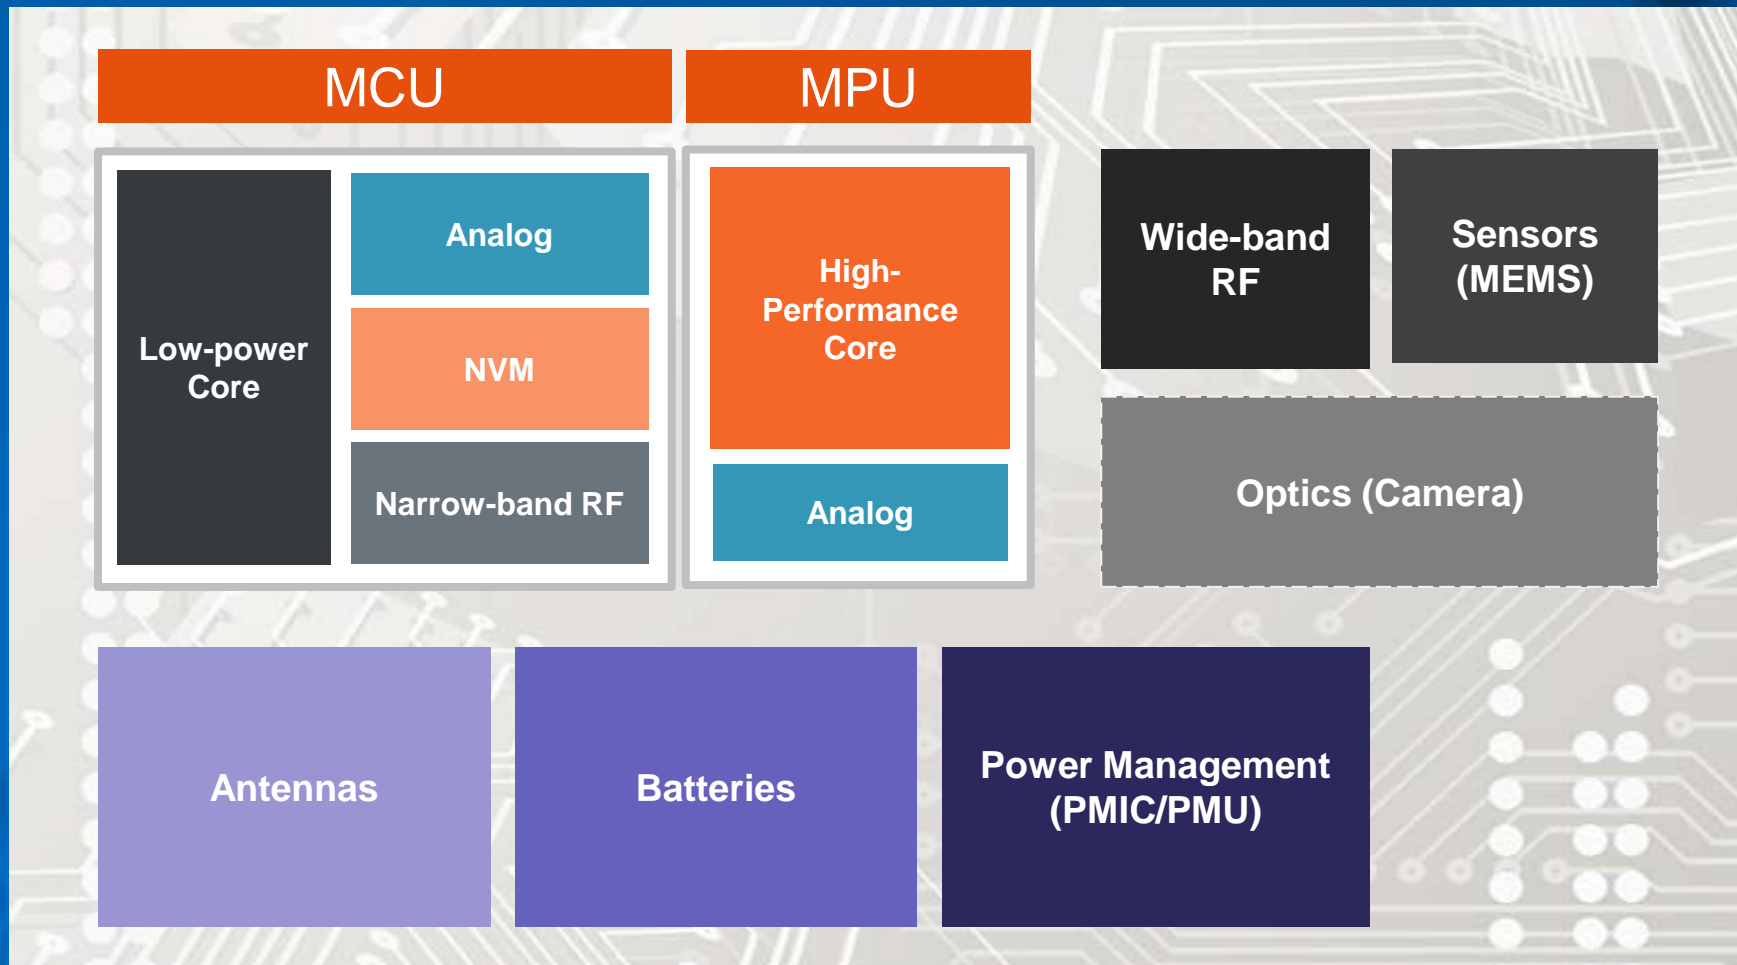 MCU
MPU
Low-power
Core
Analog
NVM
Narrow-band RF
High-
Performance
Core
Analog
Wide-band
RF
Sensors
(MEMS)
Optics (Camera)
Antennas
Batteries
Power Management
(PMIC/PMU)